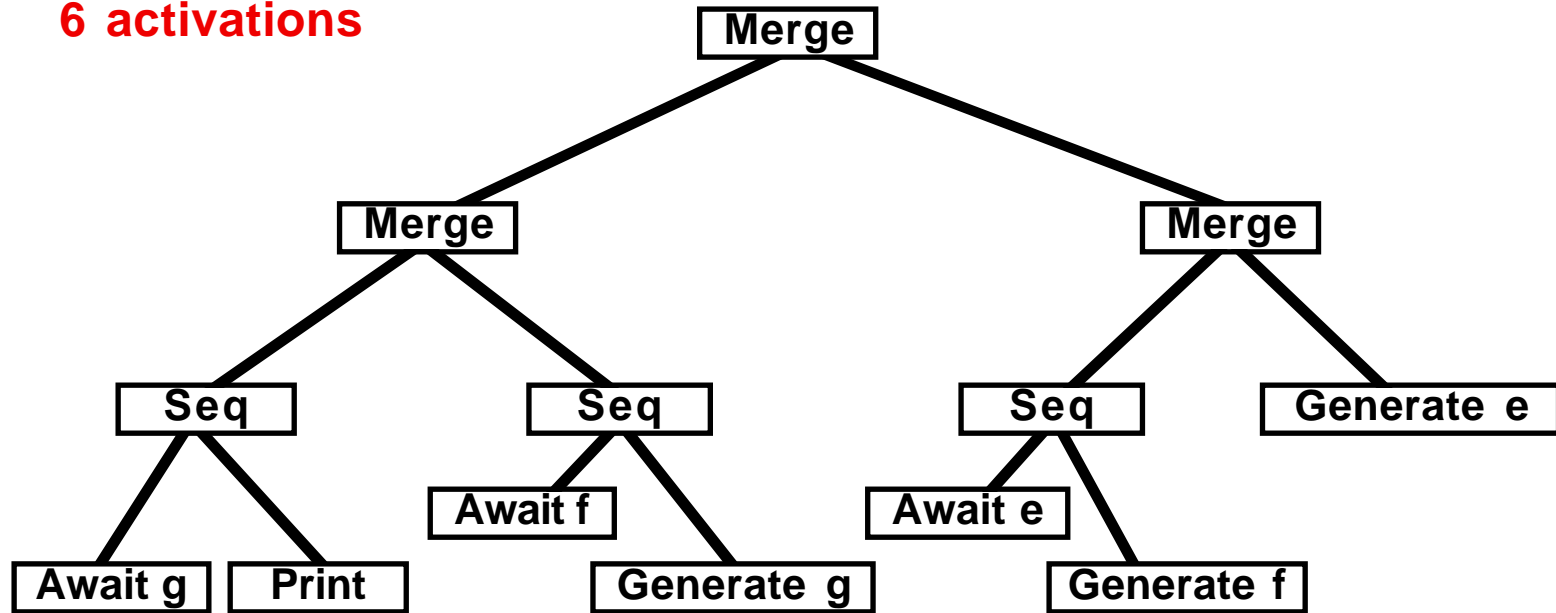 6 activations
Merge
Merge
Merge
Seq
Seq
Seq
Generate e
Await f
Await e
Await g
Print
Generate g
Generate f